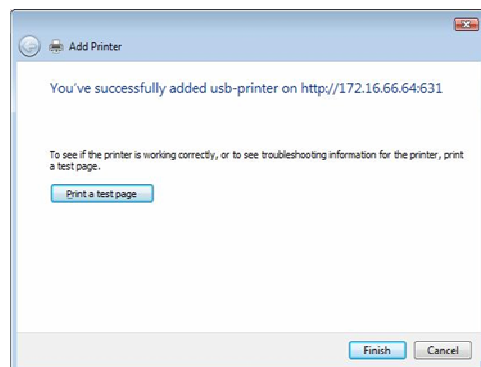 Add Printer
You've successfully added usb-printer on http://172.16.66.64:631
To see if the printer is working correctly, or to see troubleshooting information for the printer, print
a test page.
Print a test page
Finish Cancel